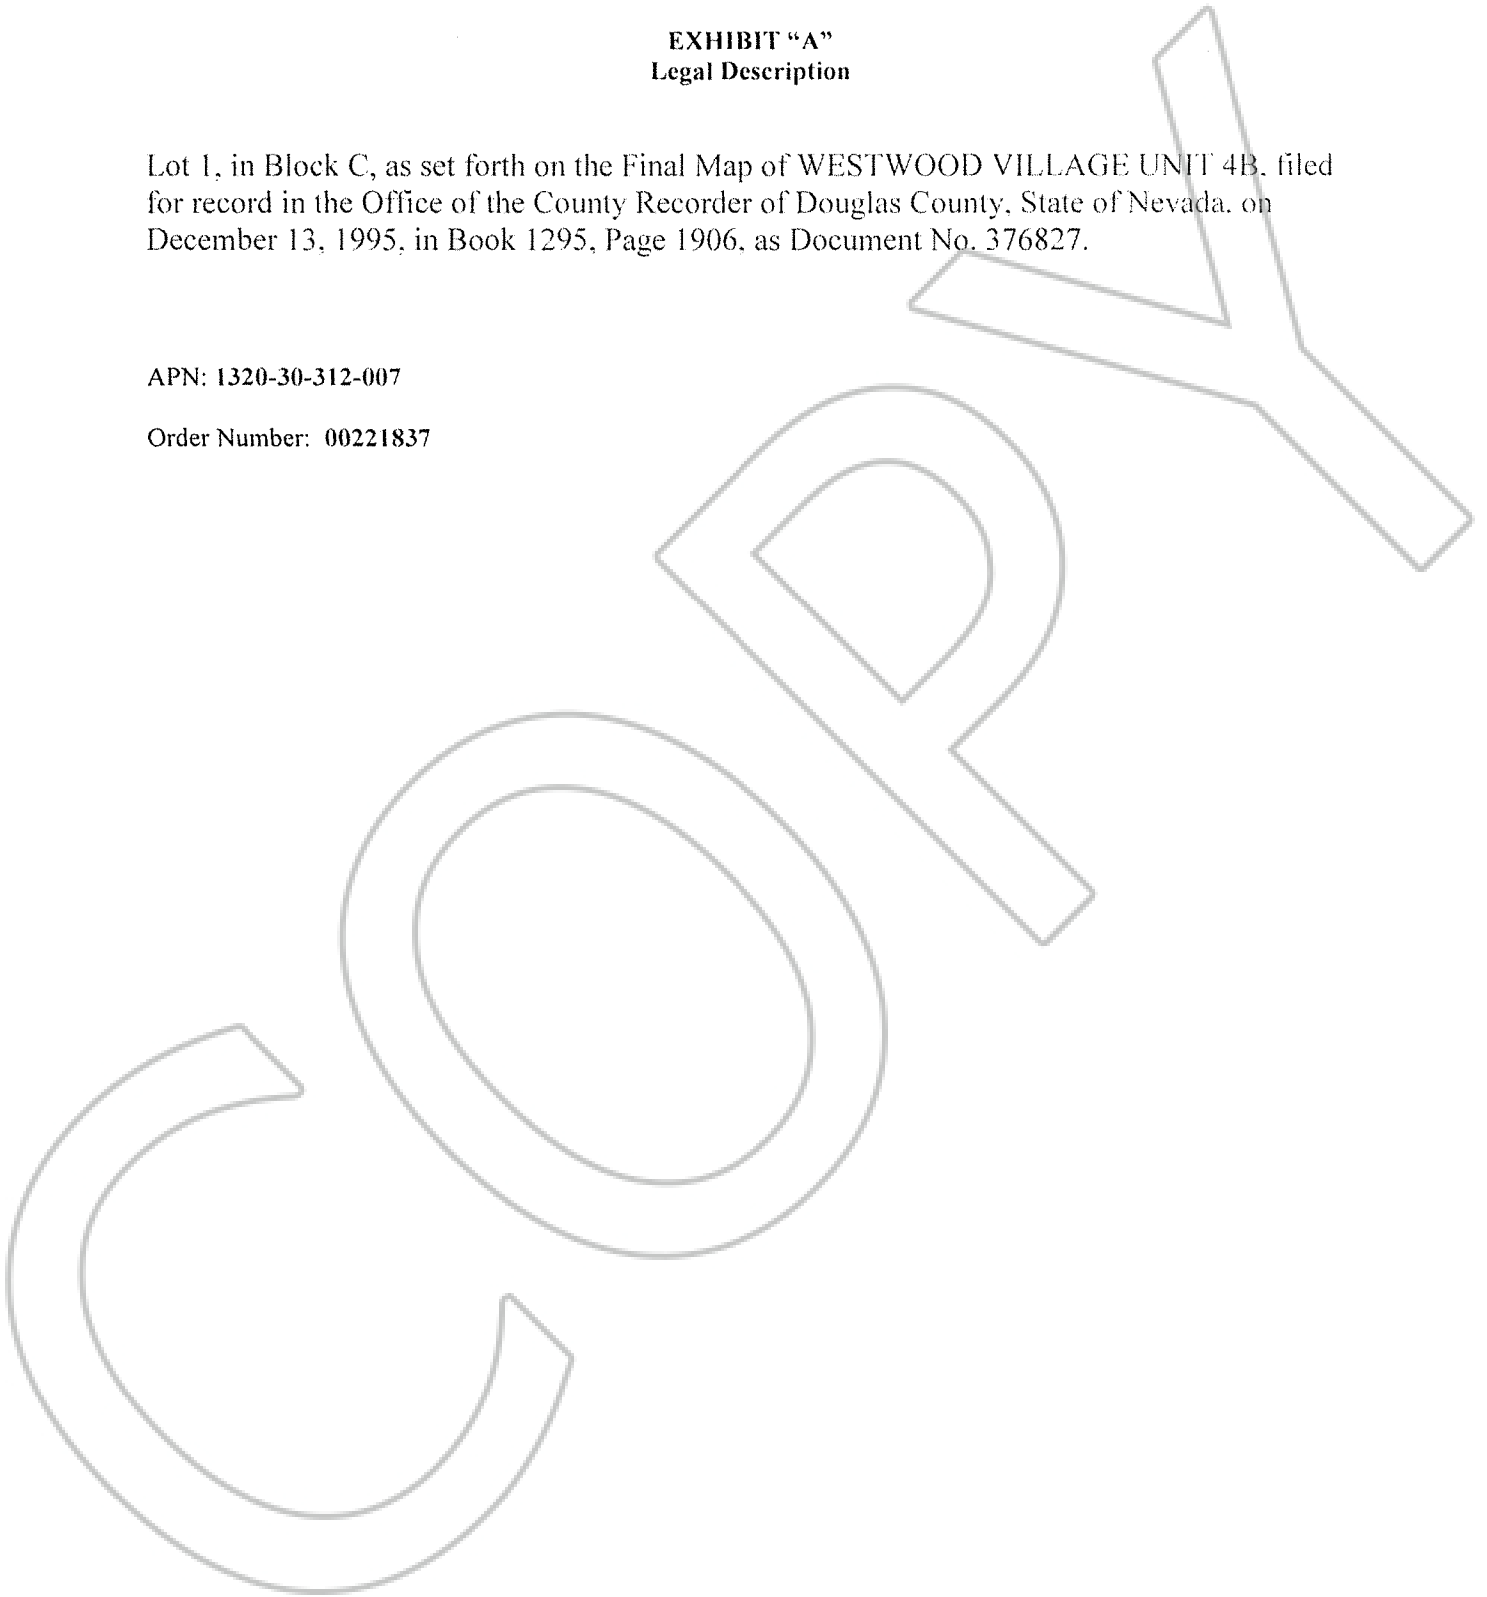 EXHIBIT “A”
Legal Description
Lot 1, in Block C, as set forth on the Final Map of WESTWOOD VILLAGE UNIT 4B, filed
for record in the Office of the County Recorder of Douglas County, State of Nevada, on
December 13, 1995, in Book 1295, Page 1906, as Document No. 376827.
APN: 1320-30-312-007
Order Number: 00221837
COPY